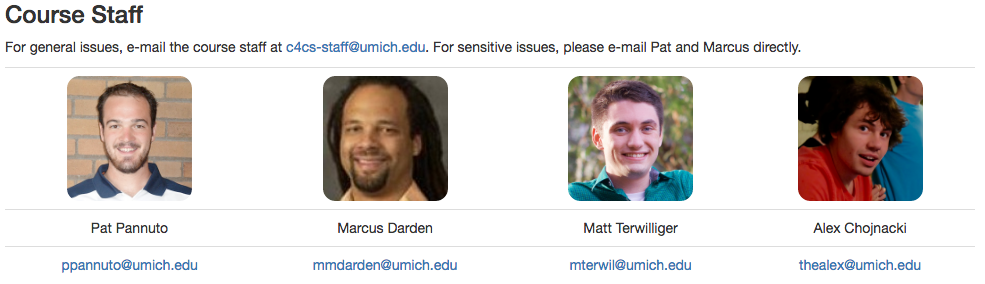 Course Staff
For general issues, e-mail the course staff at c4cs-staff@umich.edu. For sensitive issues, please e-mail Pat and Marcus directly.
Pat Pannuto Marcus Darden Matt Terwilliger Alex Chojnacki
ppannuto@umich.edu mmdarden@umich.edu mterwil@umich.edu thealex@umich.edu